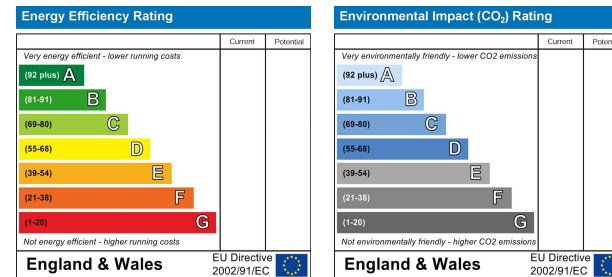 Energy Efficiency Rating
Current Potential
Very energy efficient - lower running costs
(92 plus) A
(81-91) B
(69-80) C
(55-68) D
(39-54) E
(21-38) F
(1-20) G
Not energy efficient - higher running costs
England & Wales
EU Directive
2002/91/EC
Environmental Impact (CO₂) Rating
Current Poten
Very environmentally friendly - lower CO2 emissions
(92 plus) A
(81-91) B
(69-80) C
(55-68) D
(39-54) E
(21-38) F
(1-20) G
Not environmentally friendly - higher CO2 emissions
England & Wales
EU Directive
2002/91/EC